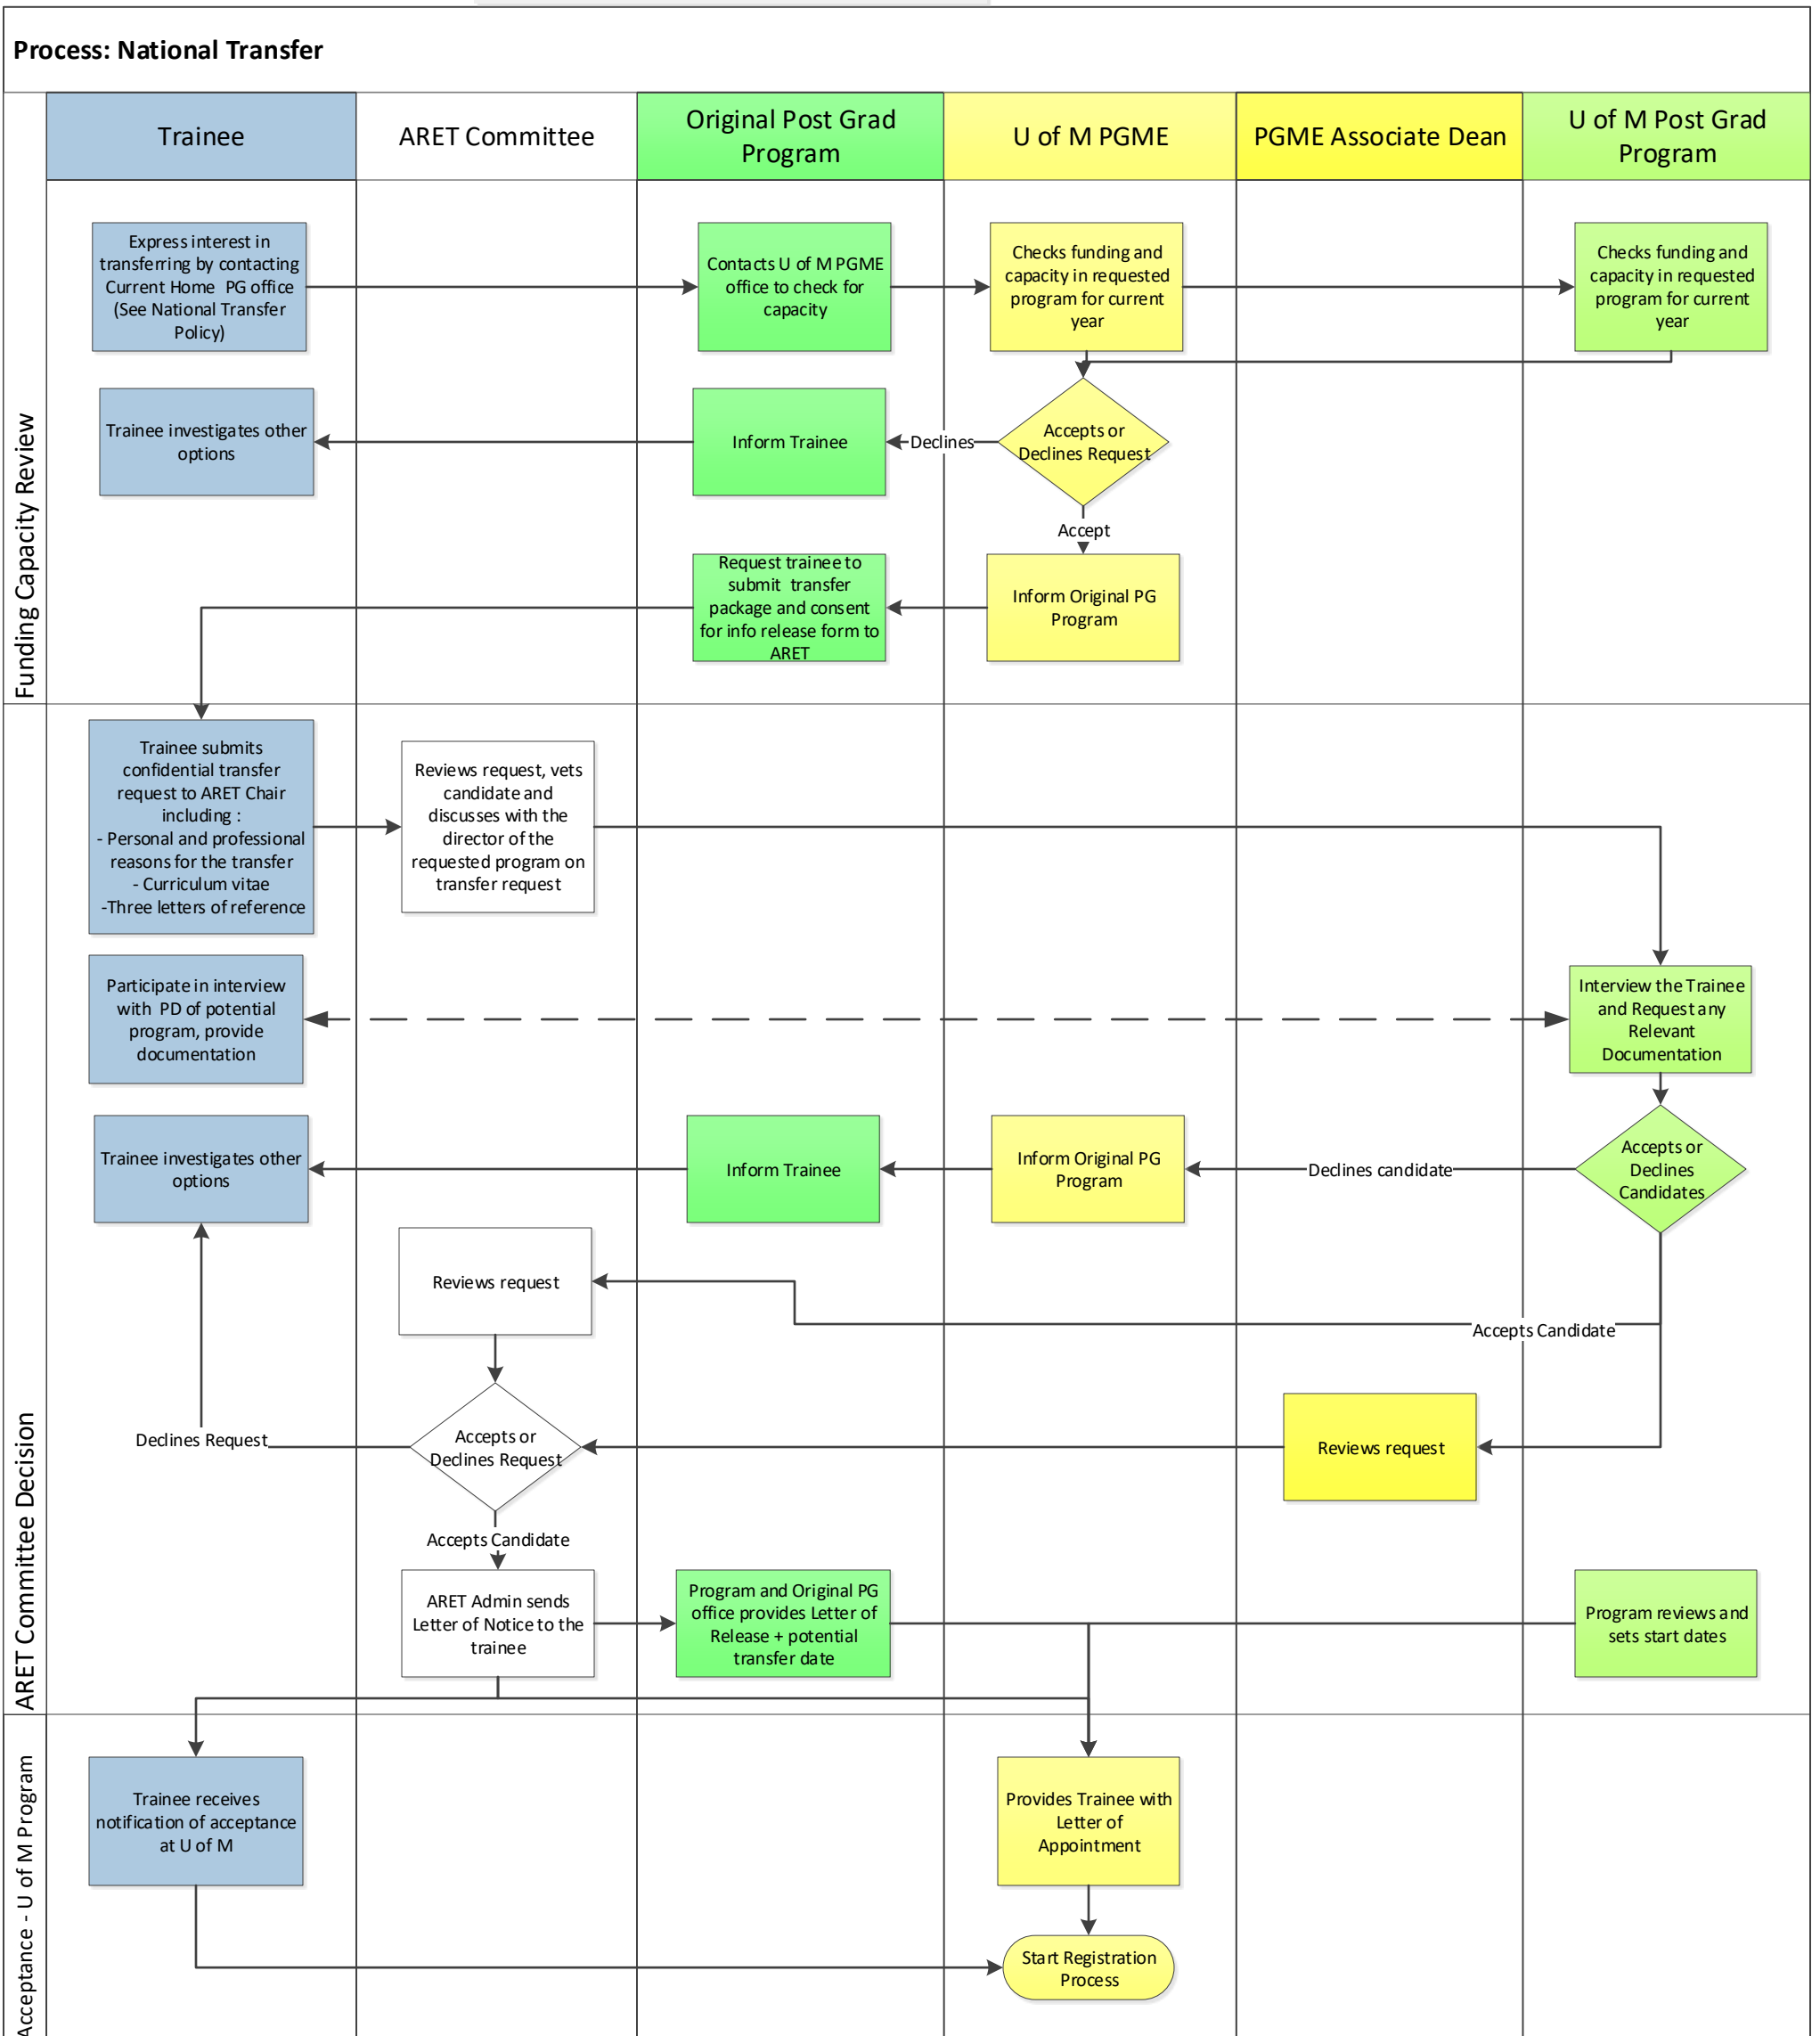 Process: National Transfer
Trainee
ARET Committee
Original Post Grad
Program
U of M PGME
PGME Associate Dean
U of M Post Grad
Program
Funding Capacity Review
Express interest in
transferring by contacting
Current Home PG office
(See National Transfer
Policy)
Contacts U of M PGME
office to check for
capacity
Checks funding and
capacity in requested
program for current
year
Checks funding and
capacity in requested
program for current
year
Trainee investigates other
options
Inform Trainee
Declines
Accepts or
Declines Request
Accept
Request trainee to
submit transfer
package and consent
for info release form to
ARET
Inform Original PG
Program
ARET Committee Decision
Trainee submits
confidential transfer
request to ARET Chair
including :
- Personal and professional
reasons for the transfer
- Curriculum vitae
-Three letters of reference
Reviews request, vets
candidate and
discusses with the
director of the
requested program on
transfer request
Participate in interview
with PD of potential
program, provide
documentation
Interview the Trainee
and Request any
Relevant
Documentation
Trainee investigates other
options
Inform Trainee
Inform Original PG
Program
Declines candidate
Accepts or
Declines
Candidates
Reviews request
Accepts Candidate
Declines Request
Accepts or
Declines Request
Reviews request
Accepts Candidate
ARET Admin sends
Letter of Notice to the
trainee
Program and Original PG
office provides Letter of
Release + potential
transfer date
Program reviews and
sets start dates
Acceptance - U of M Program
Trainee receives
notification of acceptance
at U of M
Provides Trainee with
Letter of
Appointment
Start Registration
Process